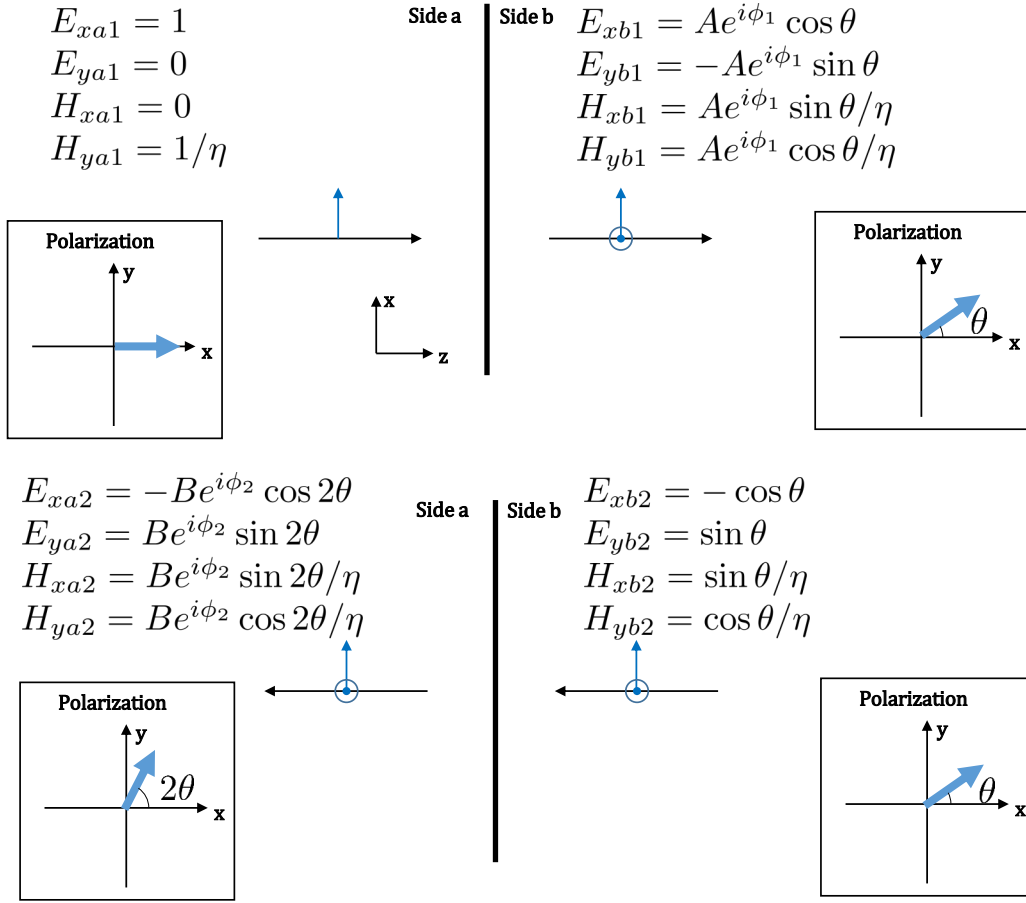 E_{xa1} = 1
E_{ya1} = 0
H_{xa1} = 0
H_{ya1} = 1/η
Side a
Side b
E_{xb1} = Ae^{iϕ_1} cos θ
E_{yb1} = −Ae^{iϕ_1} sin θ
H_{xb1} = Ae^{iϕ_1} sin θ/η
H_{yb1} = Ae^{iϕ_1} cos θ/η
Polarization
y
x
x
z
Polarization
y
θ
x
E_{xa2} = −Be^{iϕ_2} cos 2θ
E_{ya2} = Be^{iϕ_2} sin 2θ
H_{xa2} = Be^{iϕ_2} sin 2θ/η
H_{ya2} = Be^{iϕ_2} cos 2θ/η
Side a
Side b
E_{xb2} = − cos θ
E_{yb2} = sin θ
H_{xb2} = sin θ/η
H_{yb2} = cos θ/η
Polarization
y
2θ
x
Polarization
y
θ
x